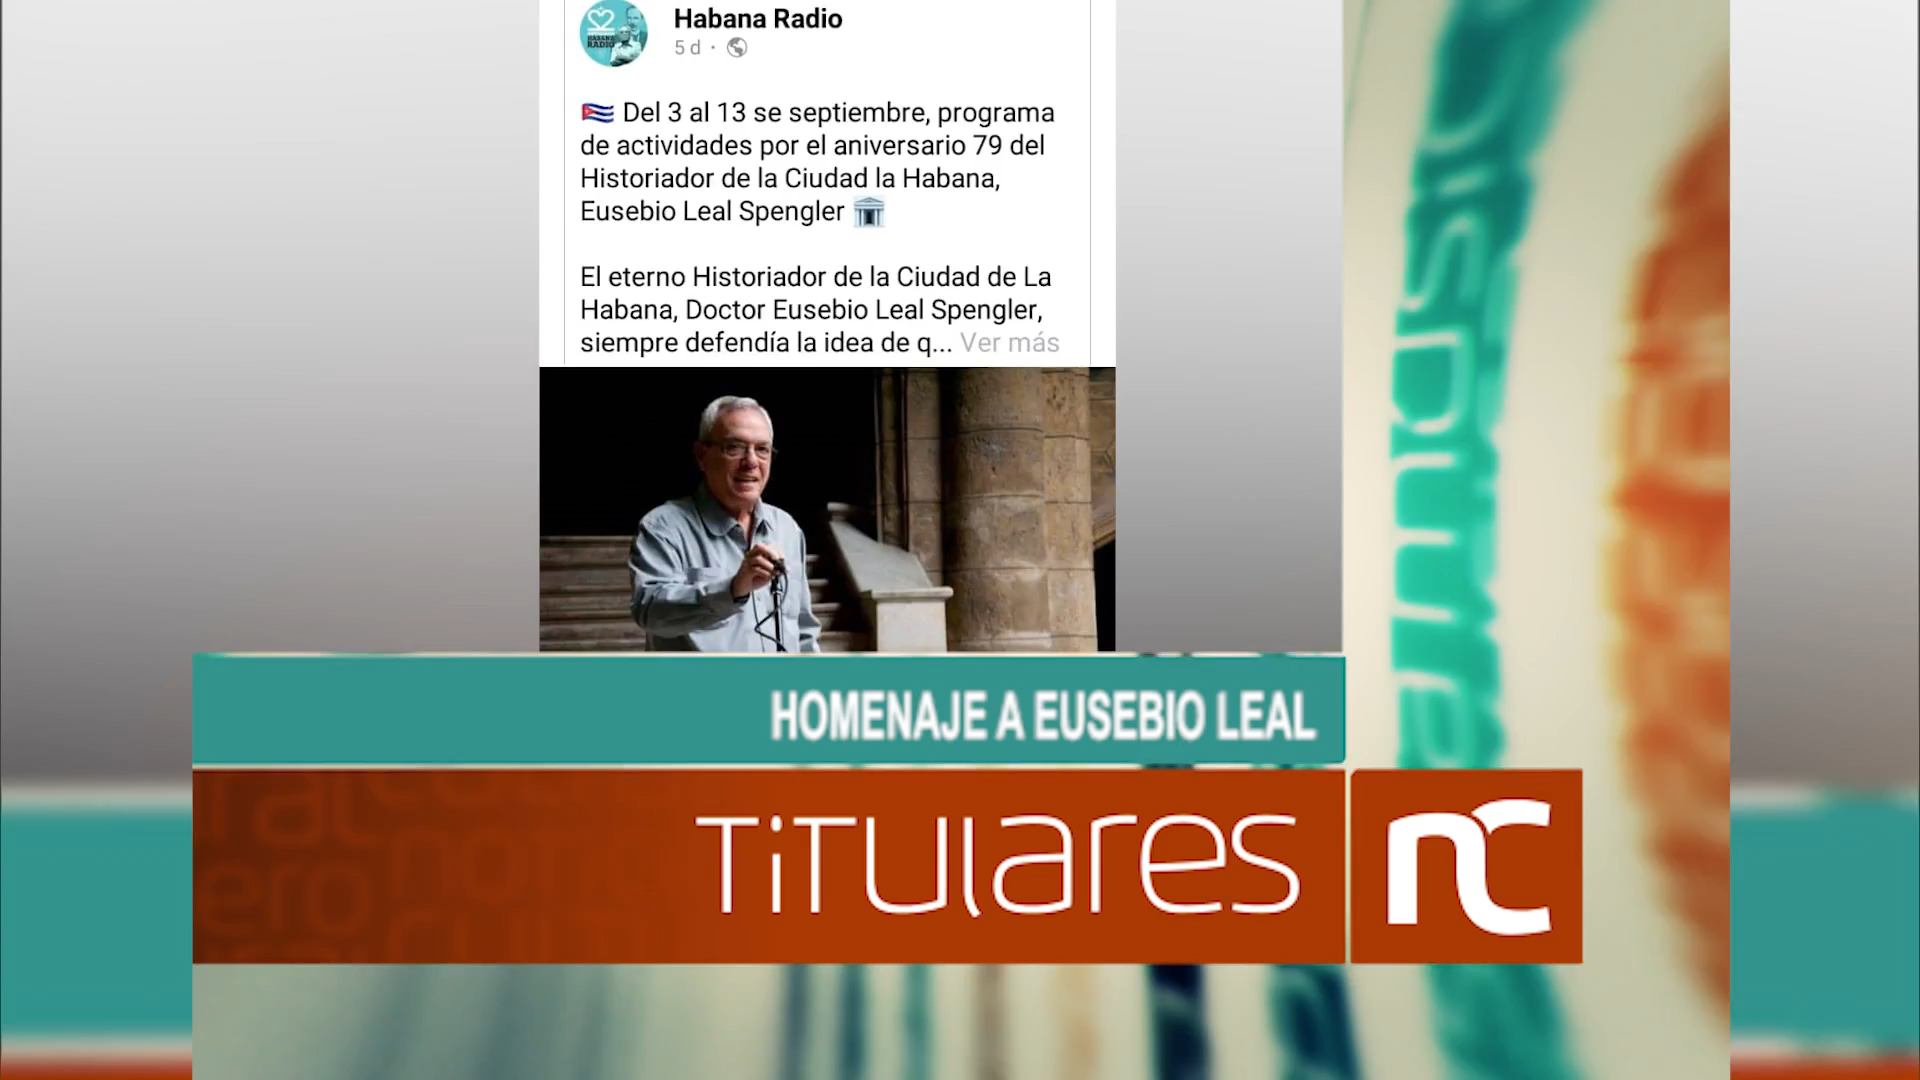 Habana Radio
5 d ·
Del 3 al 13 se septiembre, programa
de actividades por el aniversario 79 del
Historiador de la Ciudad la Habana,
Eusebio Leal Spengler
El eterno Historiador de la Ciudad de La
Habana, Doctor Eusebio Leal Spengler,
siempre defendía la idea de q... Ver más
HOMENAJE A EUSEBIO LEAL
TiTULares
nC